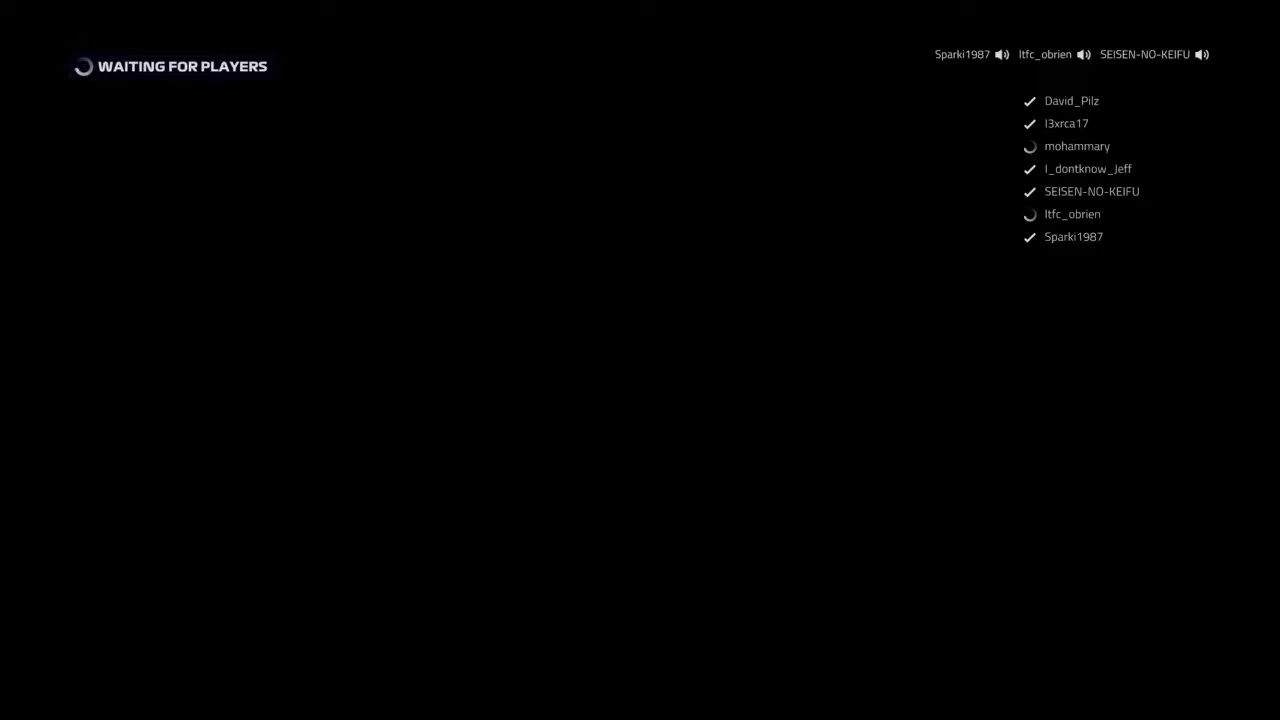 WAITING FOR PLAYERS
Sparki1987 ltfc_obrien SEISEN-NO-KEIFU
David_Pilz
l3xrca17
mohammary
I_dontknow_Jeff
SEISEN-NO-KEIFU
ltfc_obrien
Sparki1987